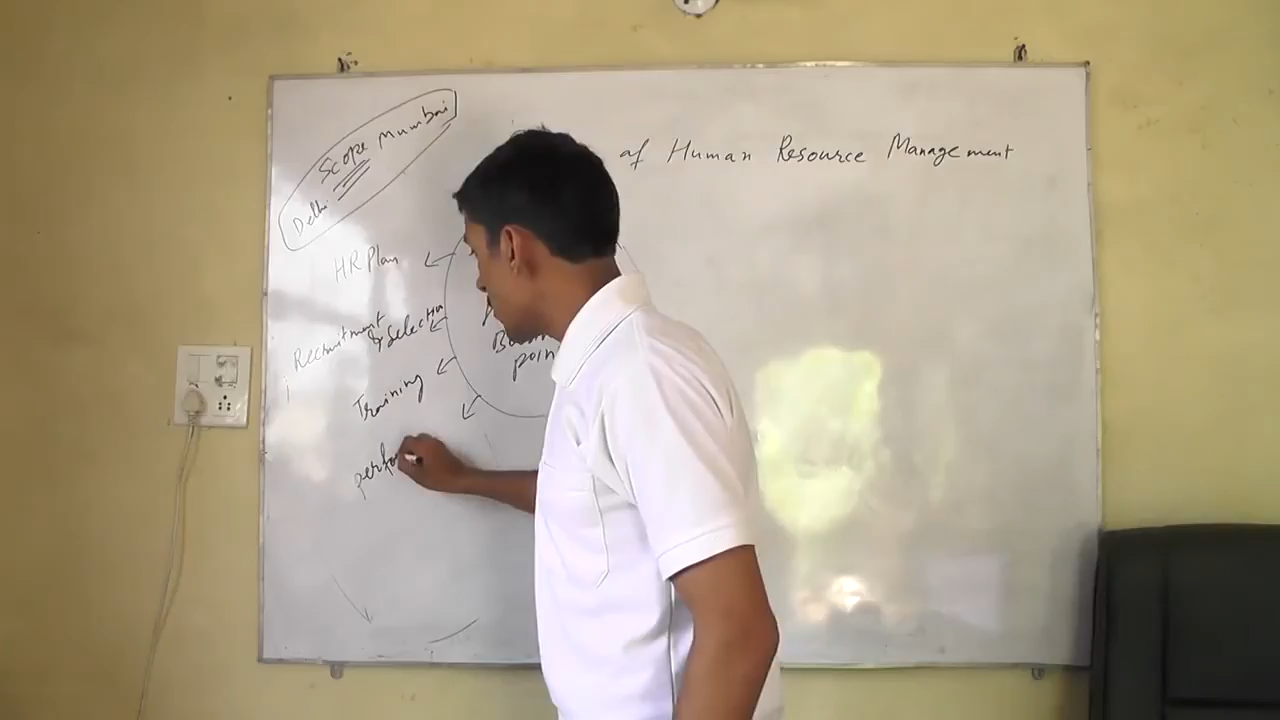 Scope Mumbai
Delhi
of Human Resource Management
HR Plan
Recruitment
& Selection
Training
perfo